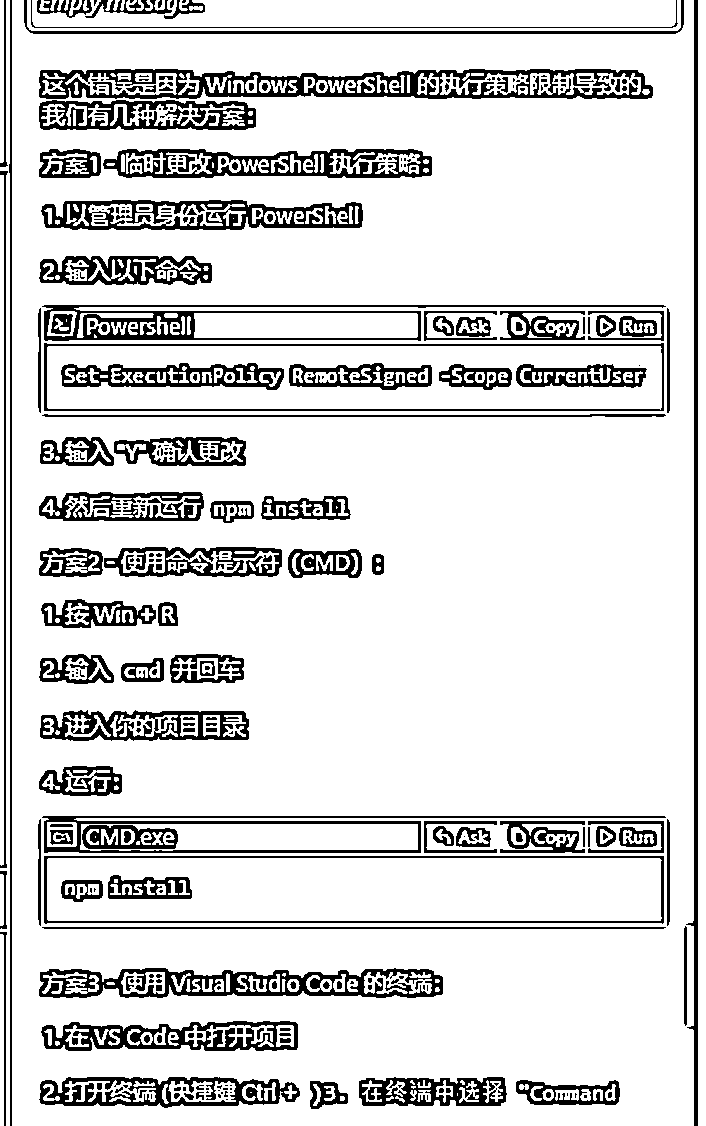 Empty message...
这个错误是因为 Windows PowerShell 的执行策略限制导致的。
我们有几种解决方案：
方案1 - 临时更改 PowerShell 执行策略：
1. 以管理员身份运行 PowerShell
2. 输入以下命令：
Powershell Ask Copy Run
Set-ExecutionPolicy RemoteSigned -Scope CurrentUser
3. 输入 "Y" 确认更改
4. 然后重新运行 npm install
方案2 - 使用命令提示符（CMD）：
1. 按 Win + R
2. 输入 cmd 并回车
3. 进入你的项目目录
4. 运行：
CMD.exe Ask Copy Run
npm install
方案3 - 使用 Visual Studio Code 的终端：
1. 在 VS Code 中打开项目
2. 打开终端 (快捷键 Ctrl + )3. 在终端中选择 "Command